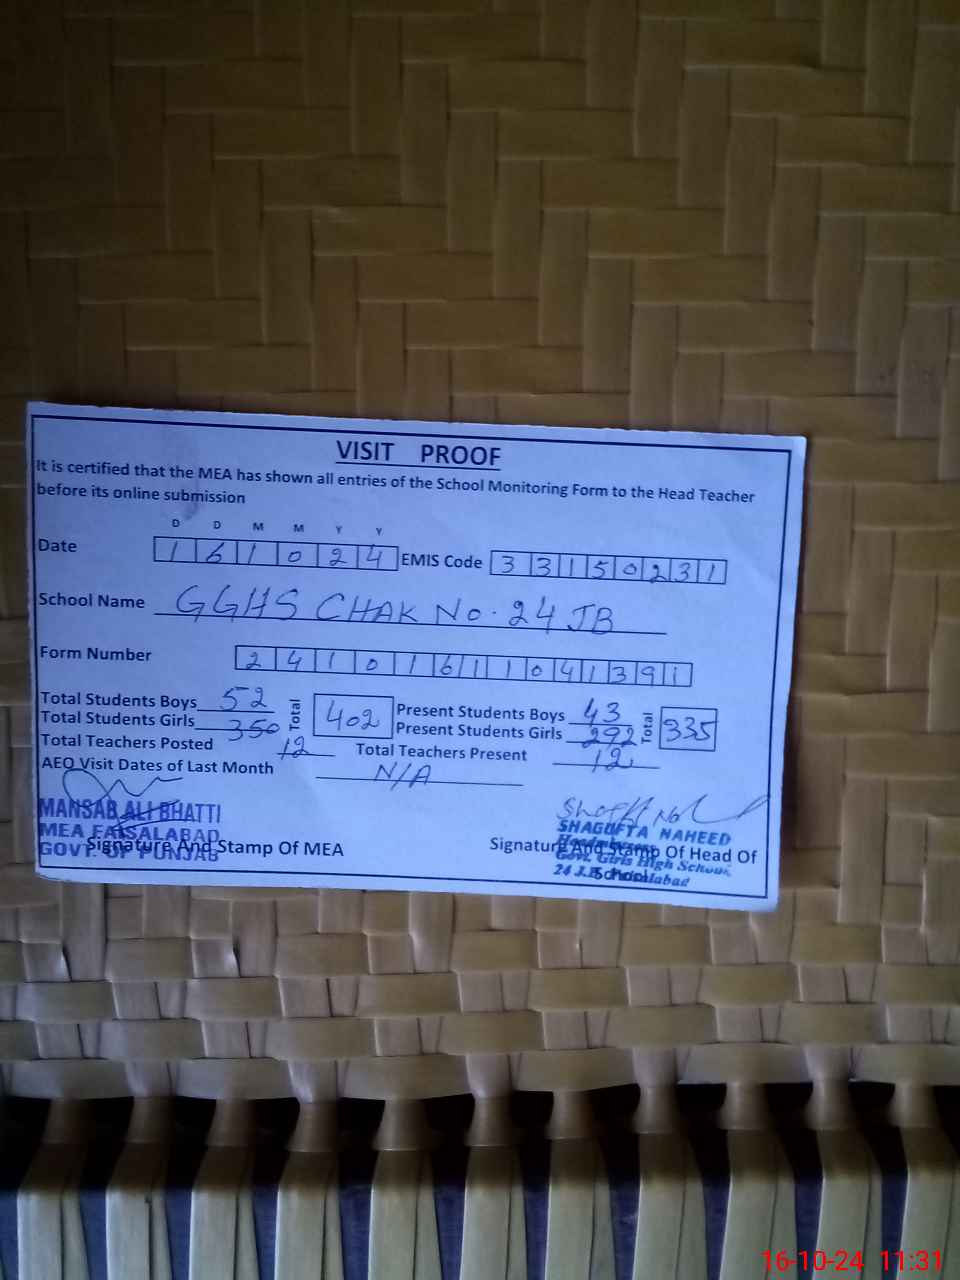 VISIT PROOF
It is certified that the MEA has shown all entries of the School Monitoring Form to the Head Teacher
before its online submission
D D M M Y Y
Date 1 6 1 0 2 4 EMIS Code 3 3 1 5 0 2 3 1
School Name GGHS CHAK No. 24 JB
Form Number 2 4 1 0 1 6 1 1 0 4 1 3 9 1
Total Students Boys 52 Total 402 Present Students Boys 43 Total 335
Total Students Girls 350 Present Students Girls 292
Total Teachers Posted 12 Total Teachers Present 12
AEO Visit Dates of Last Month N/A
MANSAB ALI BHATTI
MEA FAISALABAD
GOVT. OF PUNJAB
Signature And Stamp Of MEA
SHAGUFTA NAHEED
Govt. Girls High School
24 J.B.
Signature And Stamp Of Head Of
School
16-10-24 11:31